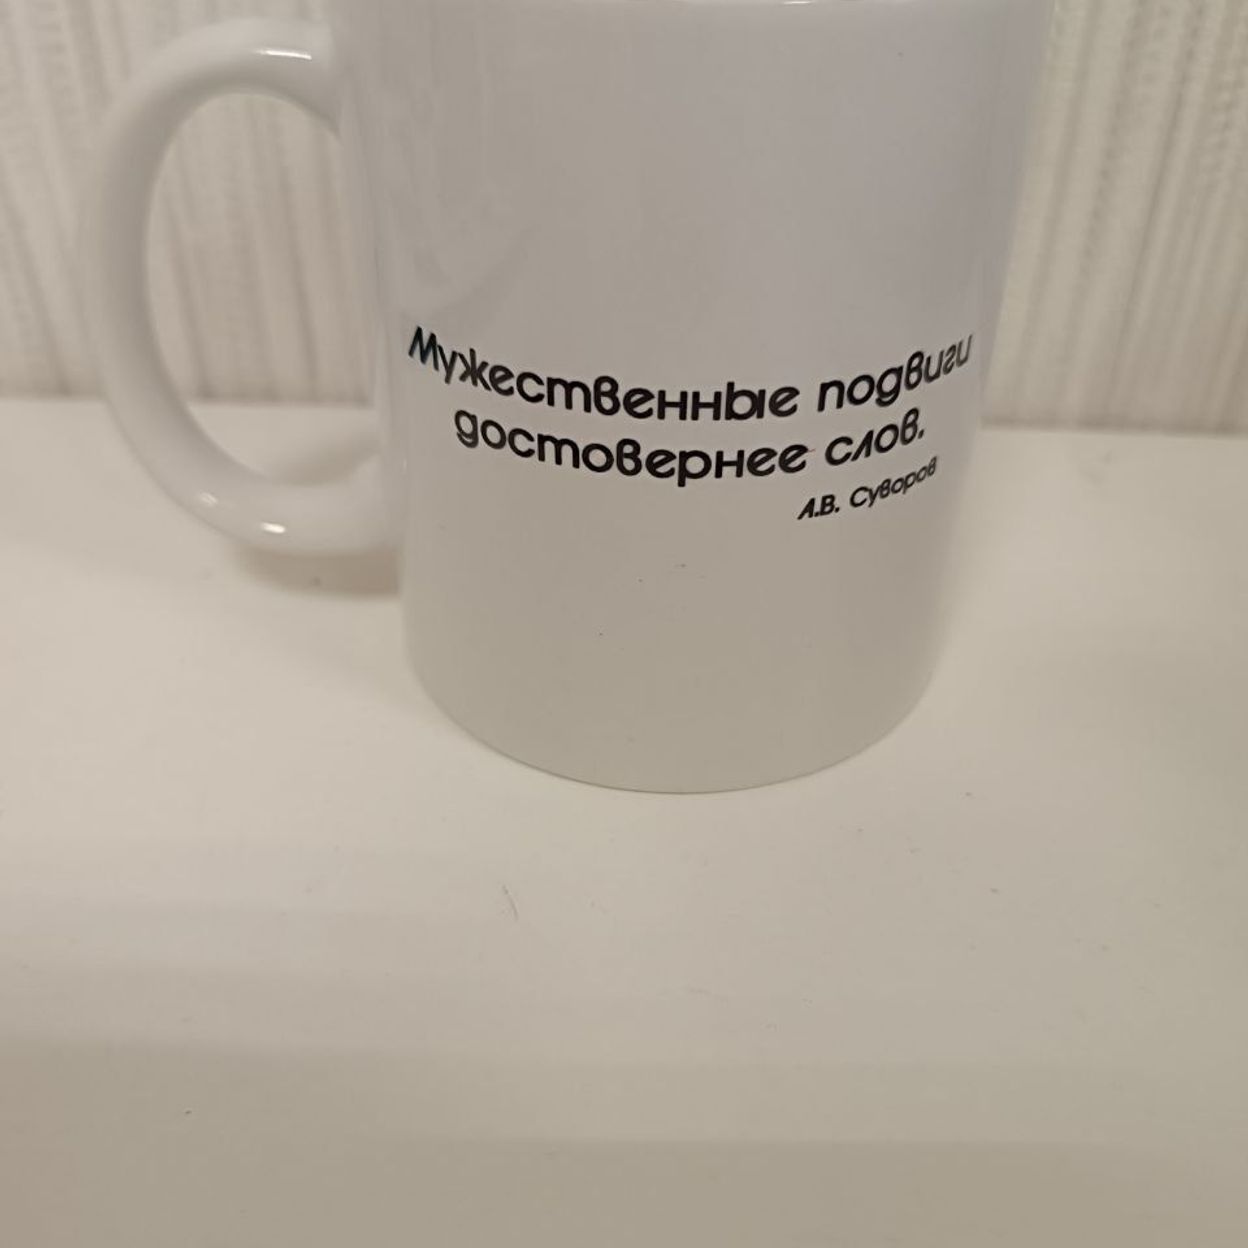 Мужественные подвиги
достовернее слов.
А.В. Суворов